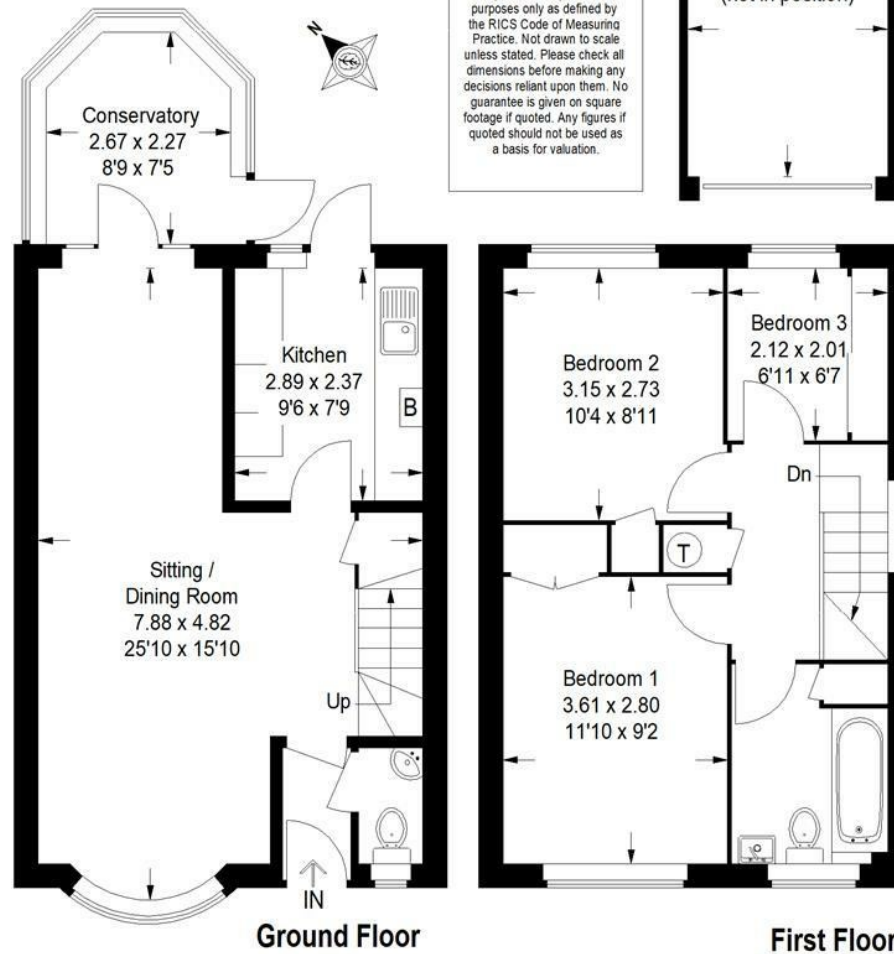 N
Conservatory
2.67 x 2.27
8'9 x 7'5
purposes only as defined by
the RICS Code of Measuring
Practice. Not drawn to scale
unless stated. Please check all
dimensions before making any
decisions reliant upon them. No
guarantee is given on square
footage if quoted. Any figures if
quoted should not be used as
a basis for valuation.
Kitchen
2.89 x 2.37
9'6 x 7'9
B
Sitting /
Dining Room
7.88 x 4.82
25'10 x 15'10
Up
IN
Ground Floor
Bedroom 2
3.15 x 2.73
10'4 x 8'11
Bedroom 3
2.12 x 2.01
6'11 x 6'7
Dn
T
Bedroom 1
3.61 x 2.80
11'10 x 9'2
First Floor